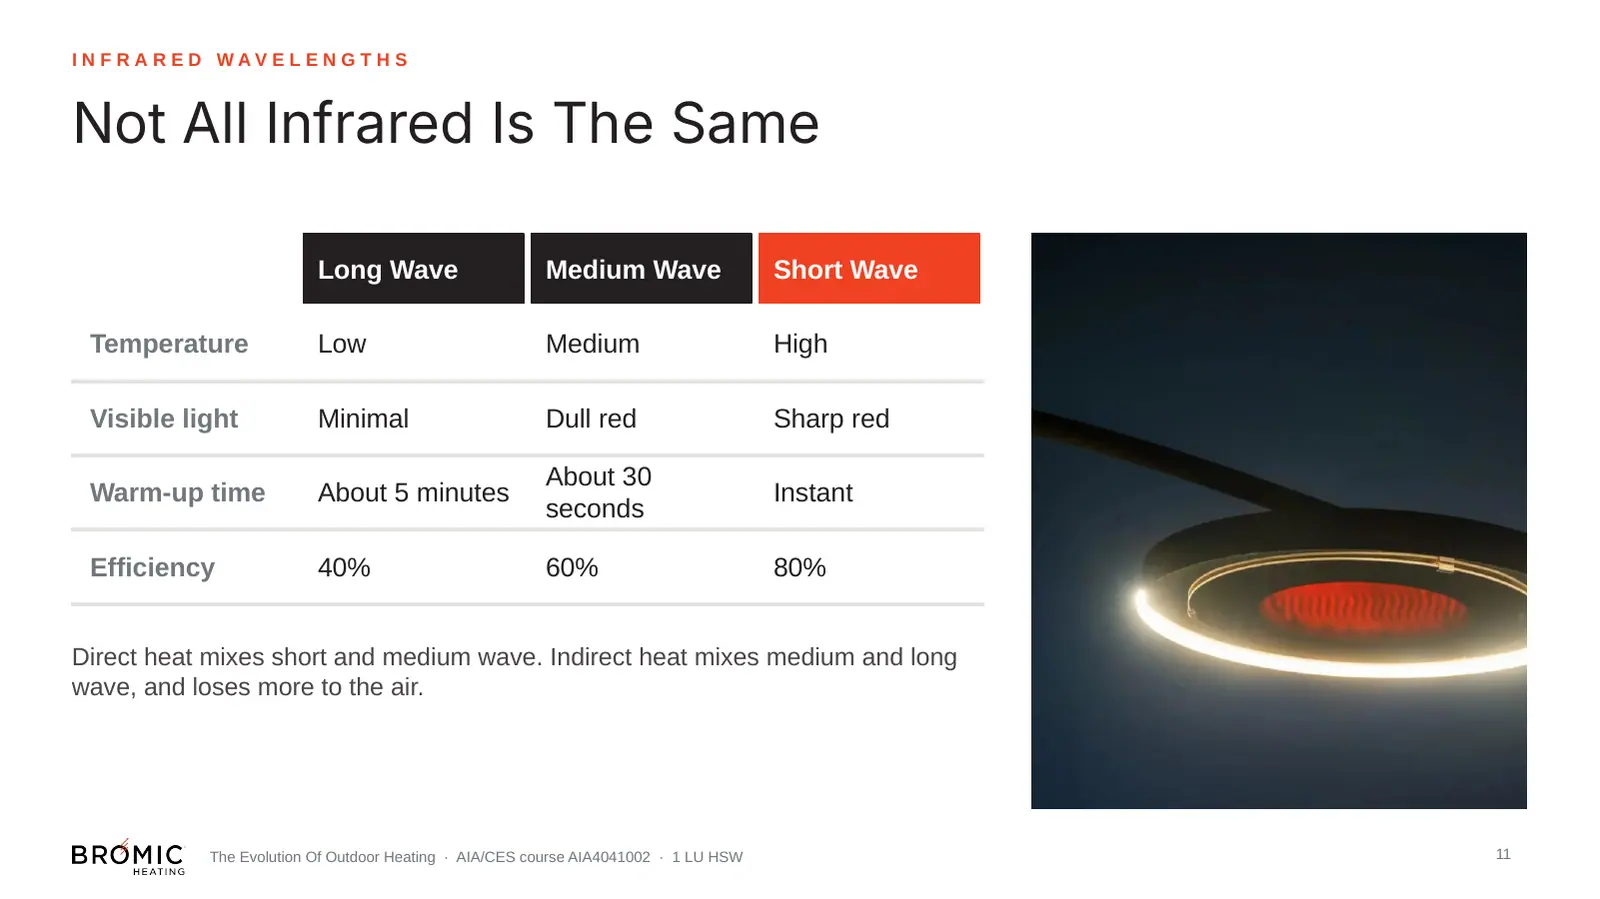 INFRARED WAVELENGTHS
Not All Infrared Is The Same
Long Wave Medium Wave Short Wave
Temperature Low Medium High
Visible light Minimal Dull red Sharp red
Warm-up time About 5 minutes About 30 seconds Instant
Efficiency 40% 60% 80%
Direct heat mixes short and medium wave. Indirect heat mixes medium and long
wave, and loses more to the air.
BROMIC
HEATING
The Evolution Of Outdoor Heating · AIA/CES course AIA4041002 · 1 LU HSW
11